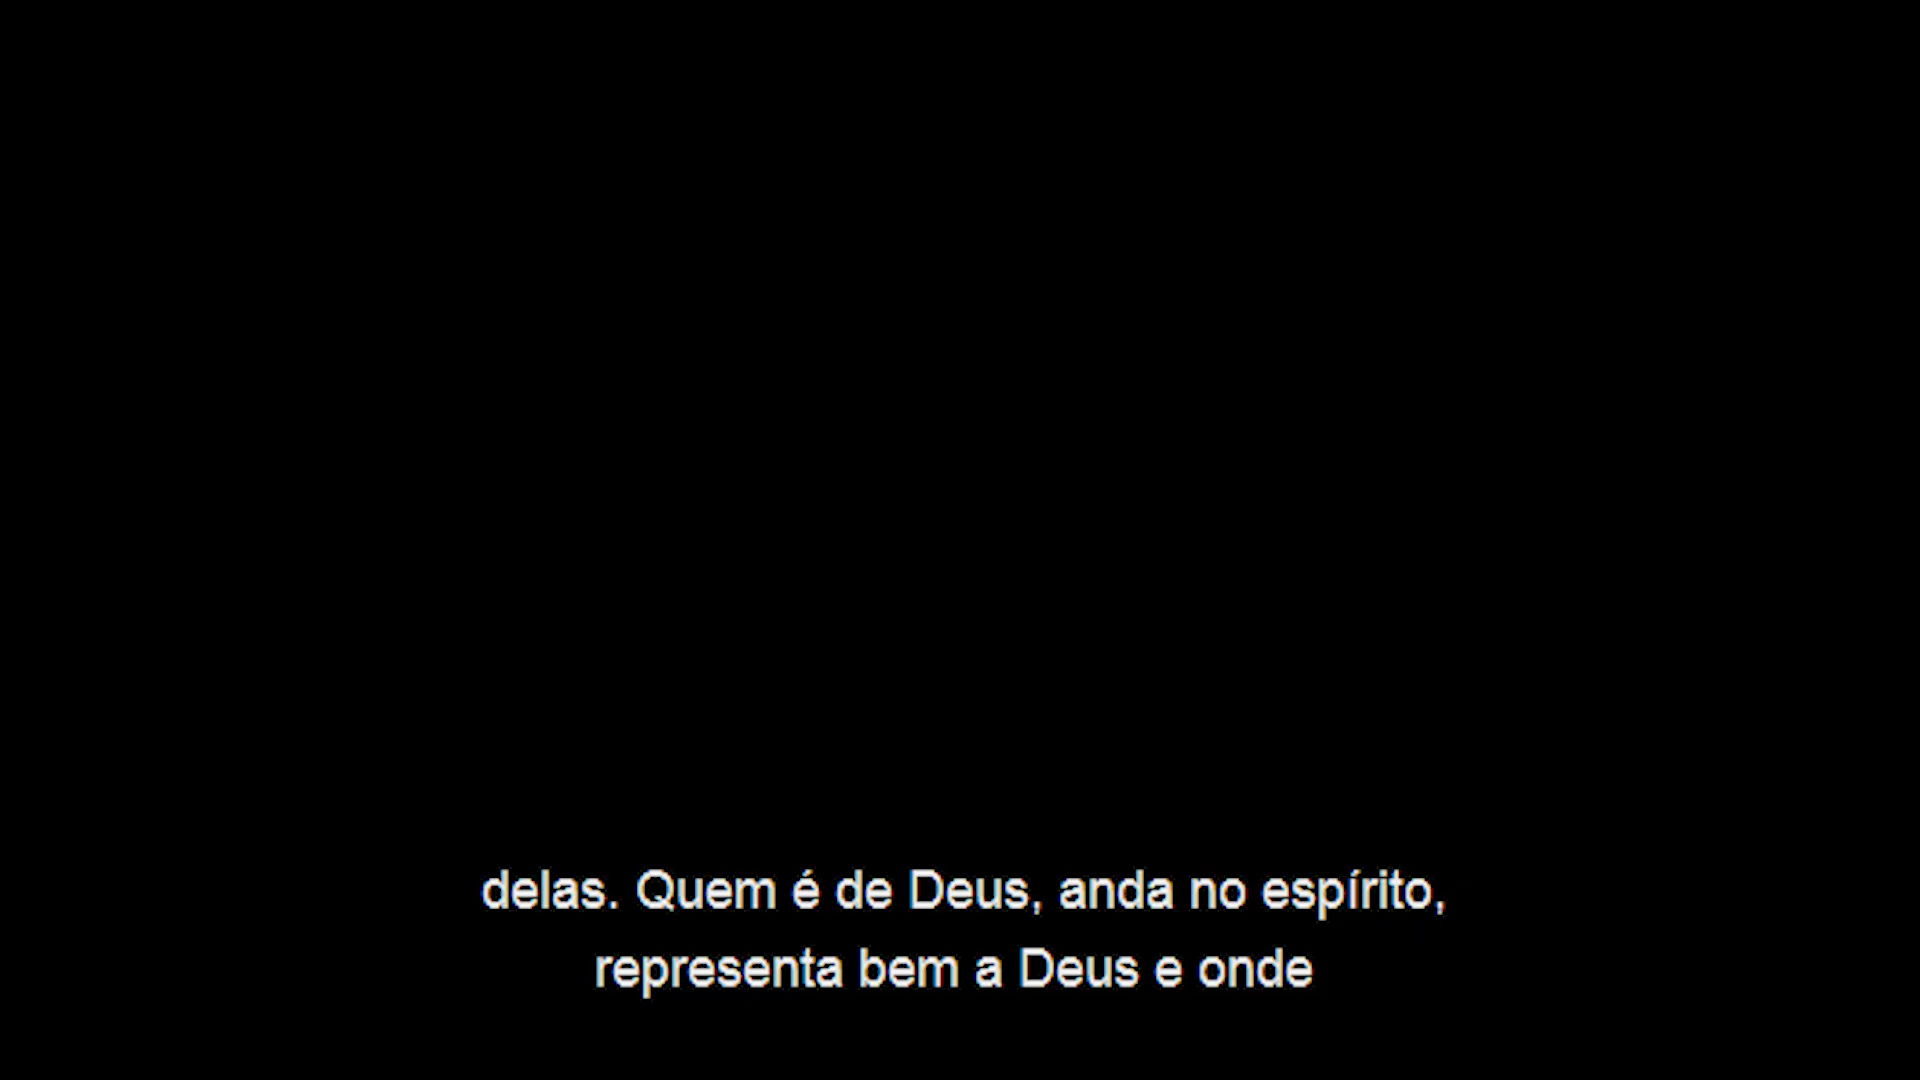 delas. Quem é de Deus, anda no espírito,
representa bem a Deus e onde